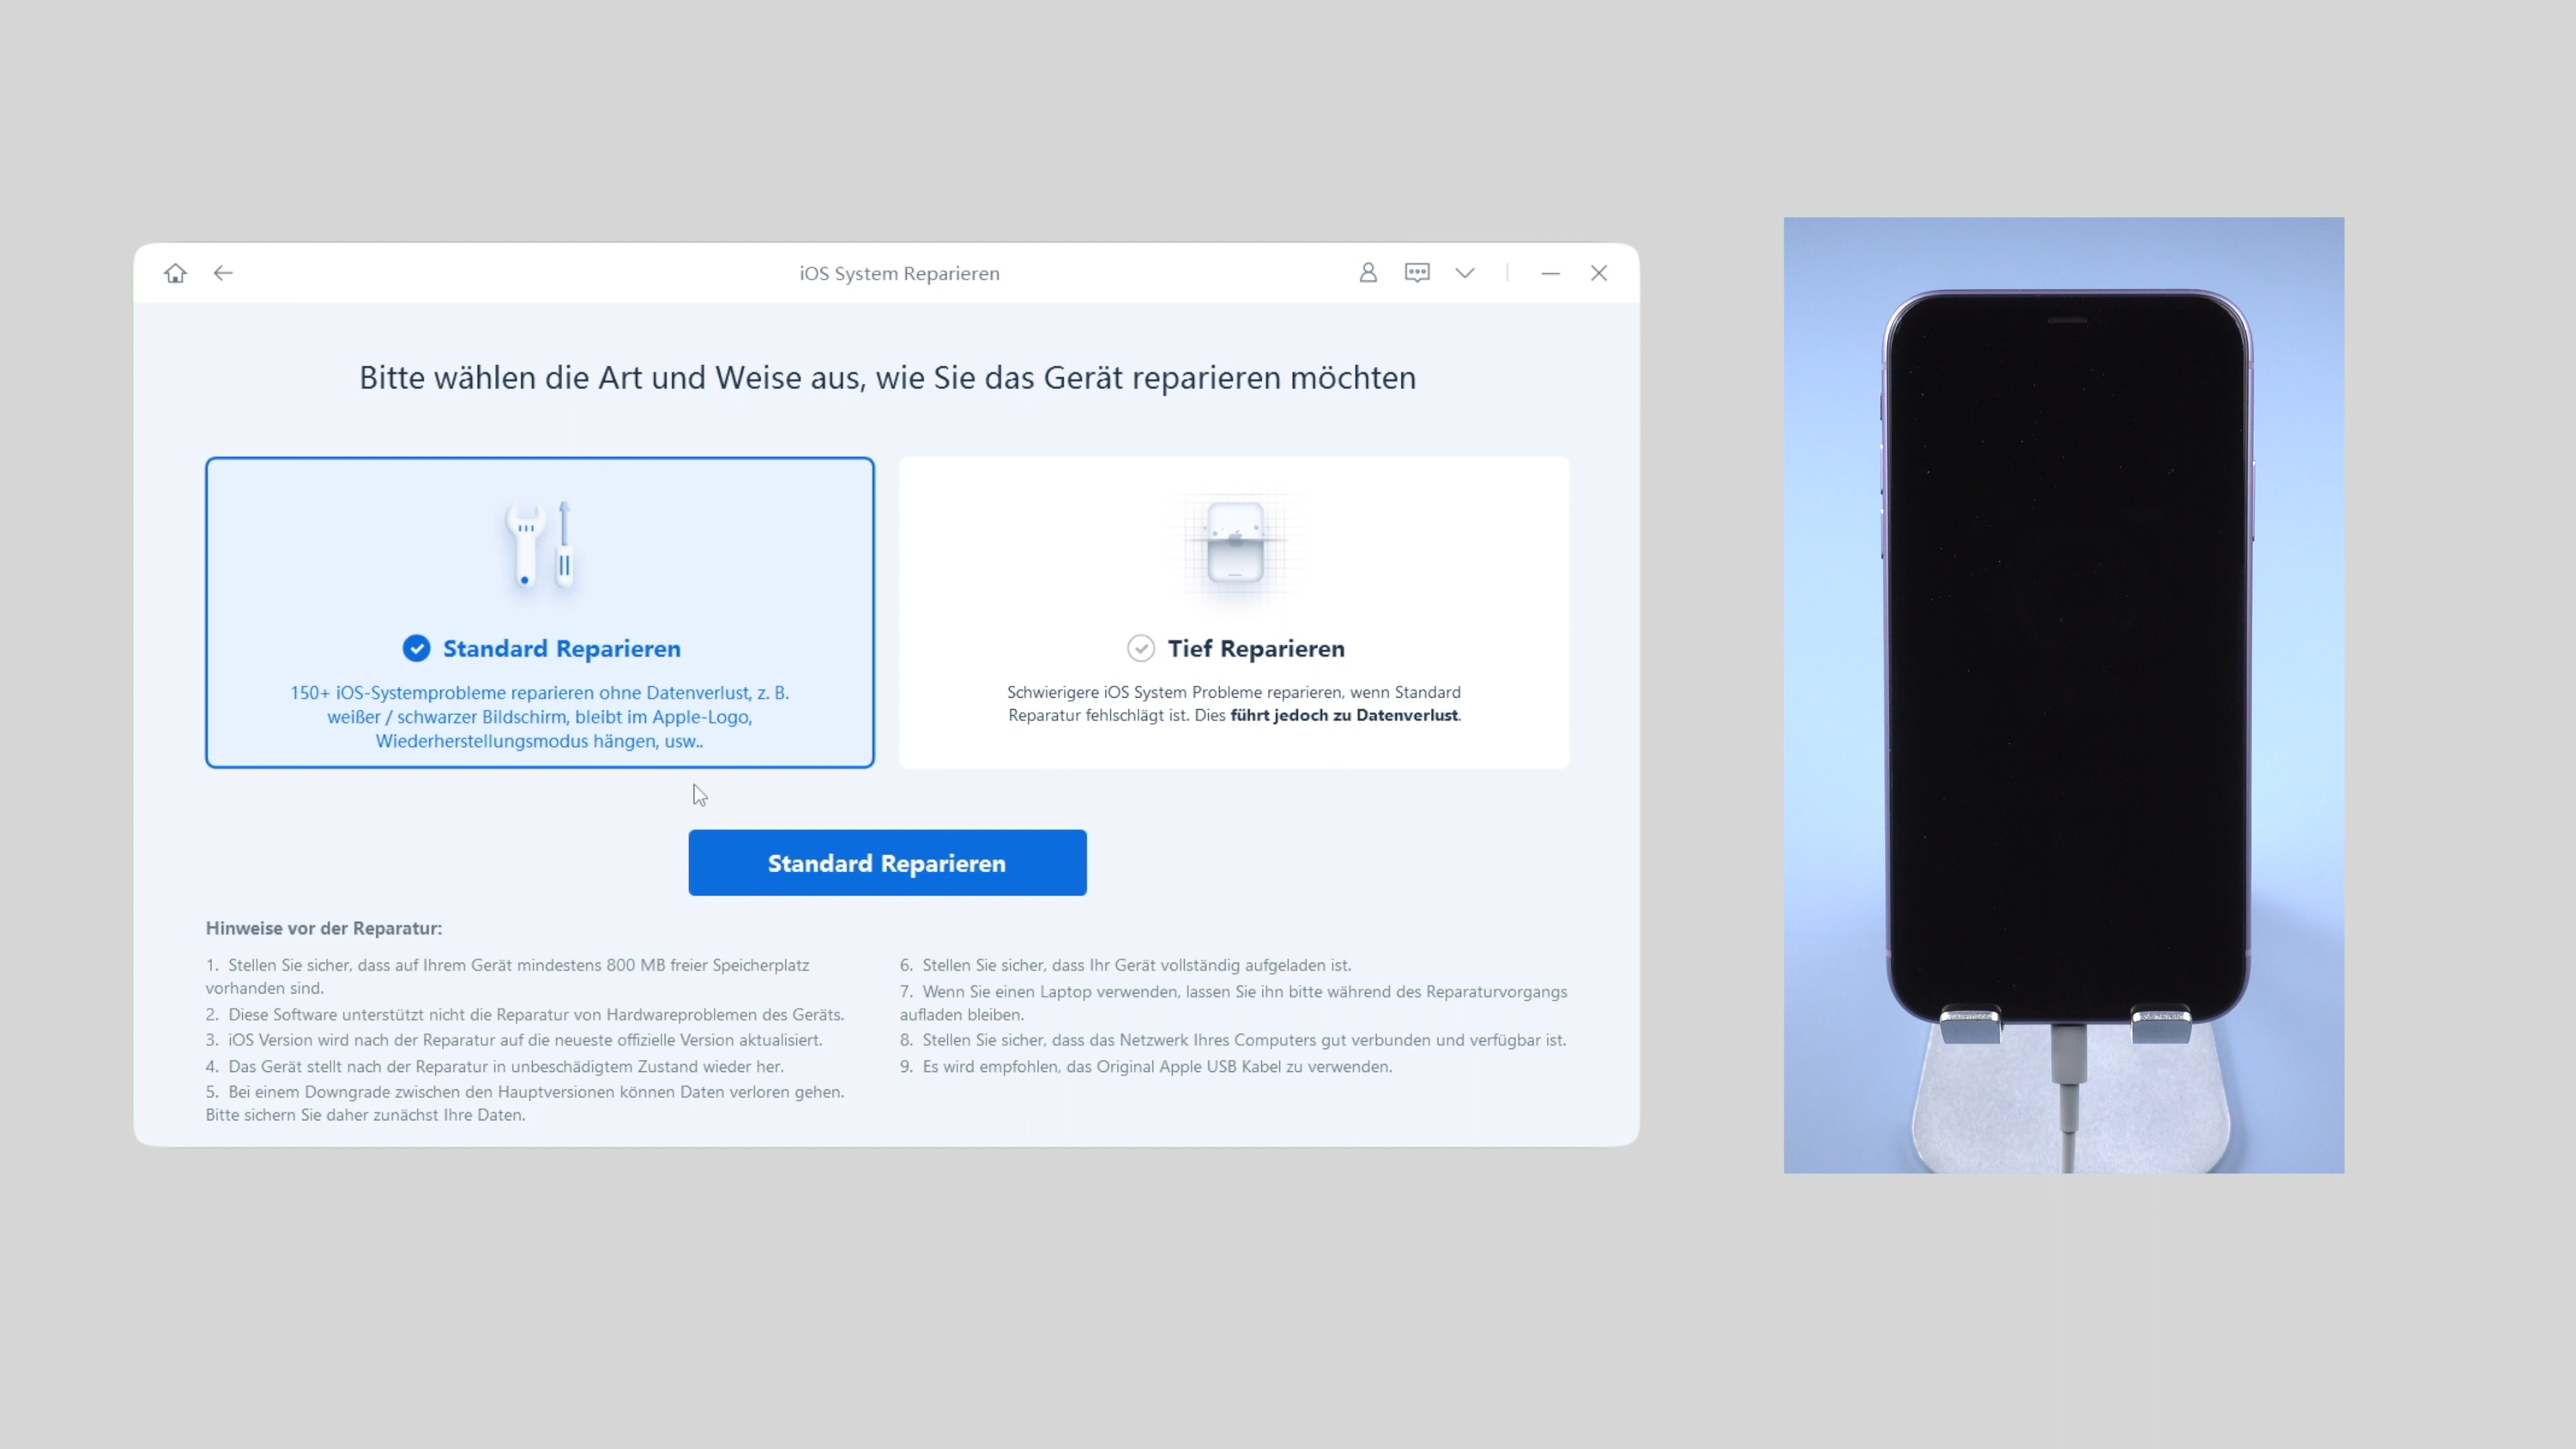 iOS System Reparieren
Bitte wählen die Art und Weise aus, wie Sie das Gerät reparieren möchten
Standard Reparieren
150+ iOS-Systemprobleme reparieren ohne Datenverlust, z. B.
weißer / schwarzer Bildschirm, bleibt im Apple-Logo,
Wiederherstellungsmodus hängen, usw..
Tief Reparieren
Schwierigere iOS System Probleme reparieren, wenn Standard
Reparatur fehlschlägt ist. Dies führt jedoch zu Datenverlust.
Standard Reparieren
Hinweise vor der Reparatur:
1. Stellen Sie sicher, dass auf Ihrem Gerät mindestens 800 MB freier Speicherplatz
vorhanden sind.
2. Diese Software unterstützt nicht die Reparatur von Hardwareproblemen des Geräts.
3. iOS Version wird nach der Reparatur auf die neueste offizielle Version aktualisiert.
4. Das Gerät stellt nach der Reparatur in unbeschädigtem Zustand wieder her.
5. Bei einem Downgrade zwischen den Hauptversionen können Daten verloren gehen.
Bitte sichern Sie daher zunächst Ihre Daten.
6. Stellen Sie sicher, dass Ihr Gerät vollständig aufgeladen ist.
7. Wenn Sie einen Laptop verwenden, lassen Sie ihn bitte während des Reparaturvorgangs
aufladen bleiben.
8. Stellen Sie sicher, dass das Netzwerk Ihres Computers gut verbunden und verfügbar ist.
9. Es wird empfohlen, das Original Apple USB Kabel zu verwenden.